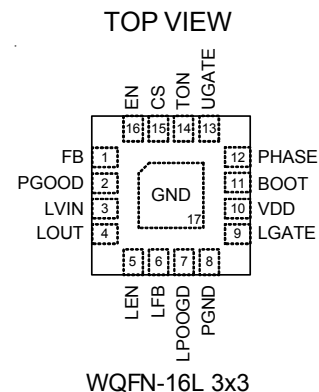 TOP VIEW
EN CS TON UGATE
16 15 14 13
FB 1 12 PHASE
PGOOD 2 11 BOOT
LVIN 3 GND 10 VDD
LOUT 4 17 9 LGATE
5 6 7 8
LEN LFB LPOOGD PGND
WQFN-16L 3x3